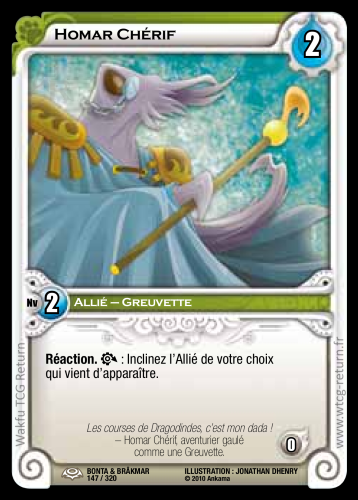 Homar Chérif
2
Nv 2 Allié – Greuvette
Réaction. : Inclinez l'Allié de votre choix
qui vient d'apparaître.
Les courses de Dragodindes, c'est mon dada !
– Homar Chérif, aventurier gaulé
comme une Greuvette.
0
Wakfu TCG Return
www.wtcg-return.fr
BONTA & BRÂKMAR
147 / 320
ILLUSTRATION : JONATHAN DHENRY
© 2010 Ankama